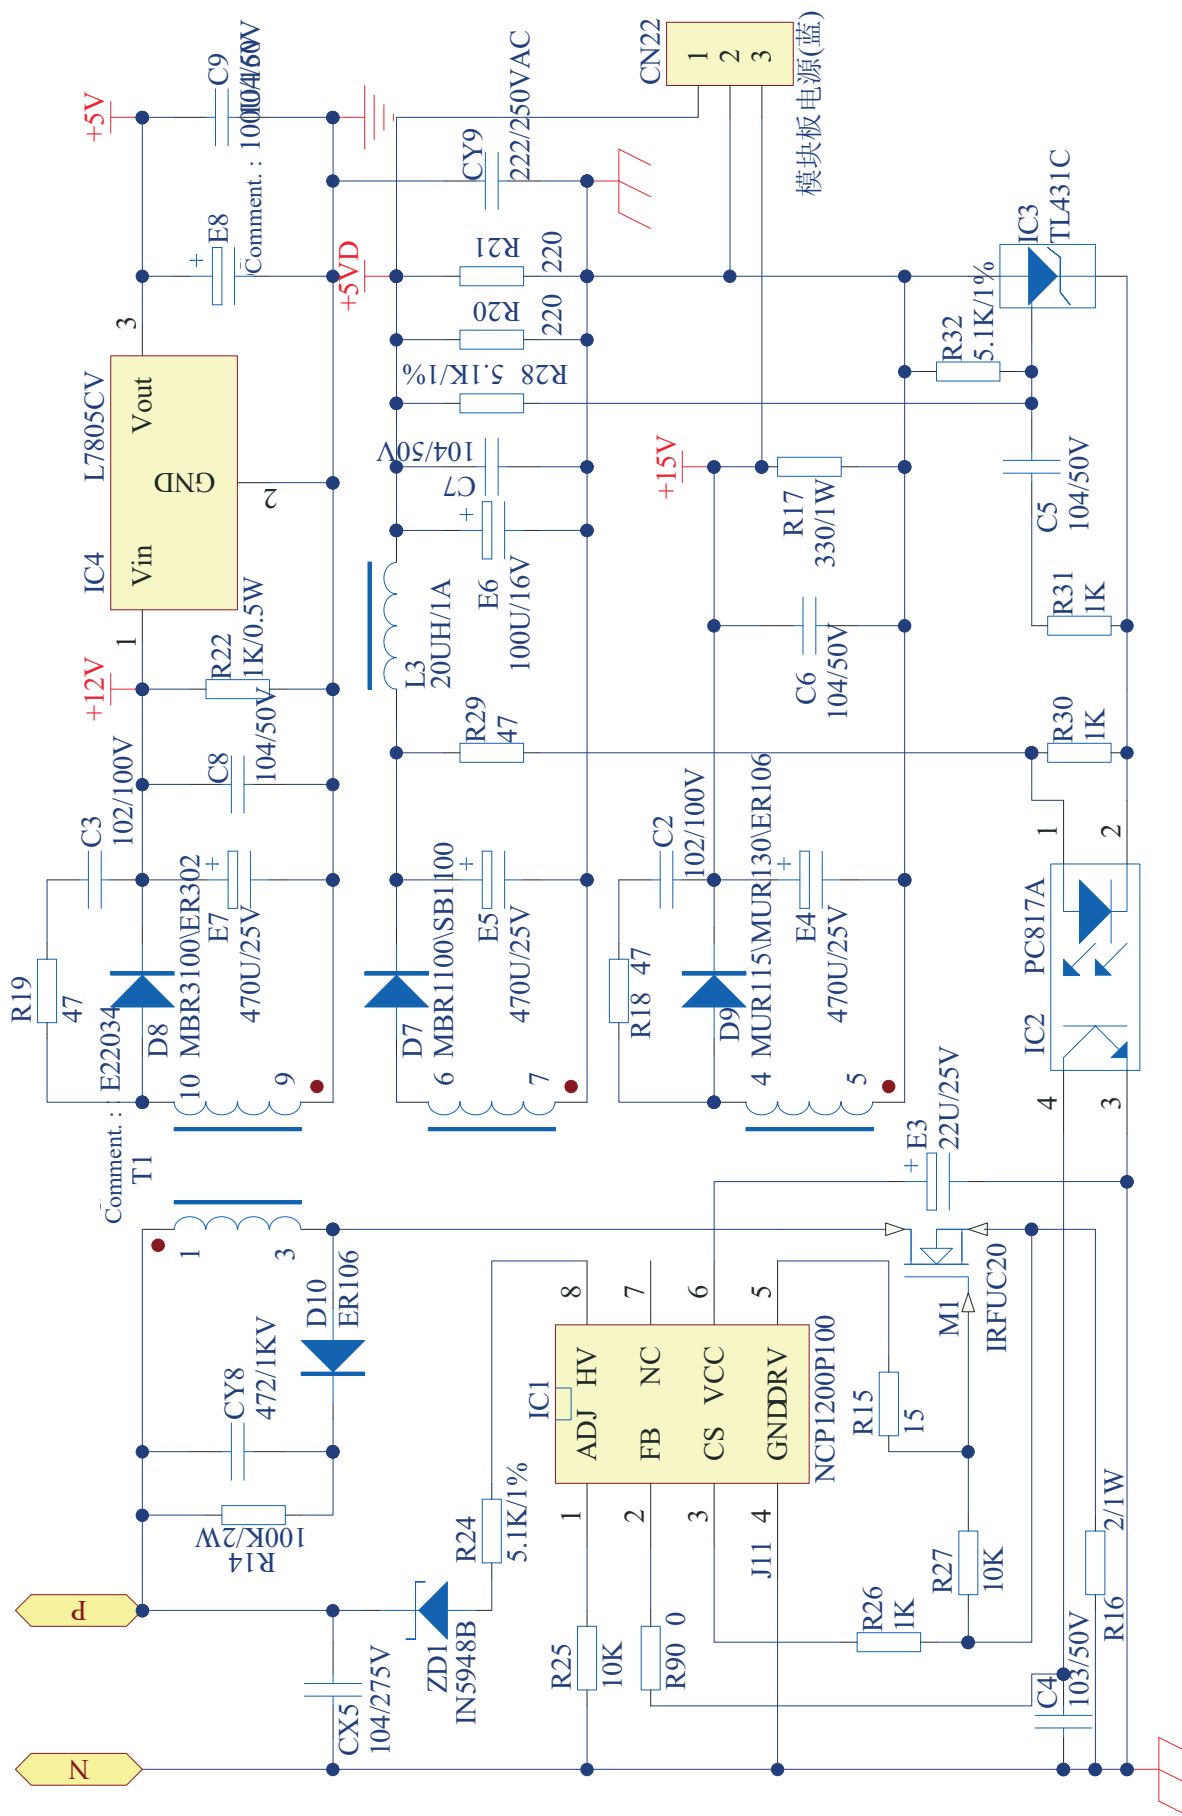 P
N
CX5
104/275V
R14
100K/2W
CY8
472/1KV
D10
ER106
ZD1
IN5948B
R24
5.1K/1%
1
3
T1
Comment. : : E22034
R19
47
C3
102/100V
D8
MBR3100\ER302
10
9
E7
470U/25V
C8
104/50V
R22
1K/0.5W
+12V
IC4
L7805CV
Vin
Vout
GND
1
2
3
+5V
E8
Comment. :
C9
+5VD
6
7
D7
MBR1100\SB1100
E5
470U/25V
R29
47
L3
20UH/1A
E6
100U/16V
C7
104/50V
R28 5.1K/1%
R20
220
R21
220
CY9
222/250VAC
CN22
1
2
3
模块板电源(蓝)
R18 47
C2
102/100V
D9
MUR115\MUR130\ER106
4
5
E4
470U/25V
C6
104/50V
R17
330/1W
+15V
IC1
ADJ HV
FB NC
CS VCC
GND DRV
NCP1200P100
1
2
3
4
8
7
6
5
J11
R25
10K
R90 0
R26
1K
R27
10K
R15
15
M1
IRFUC20
E3
22U/25V
R16
2/1W
C4
103/50V
IC2
PC817A
4
3
1
2
R30
1K
R31
1K
C5
104/50V
R32
5.1K/1%
IC3
TL431C